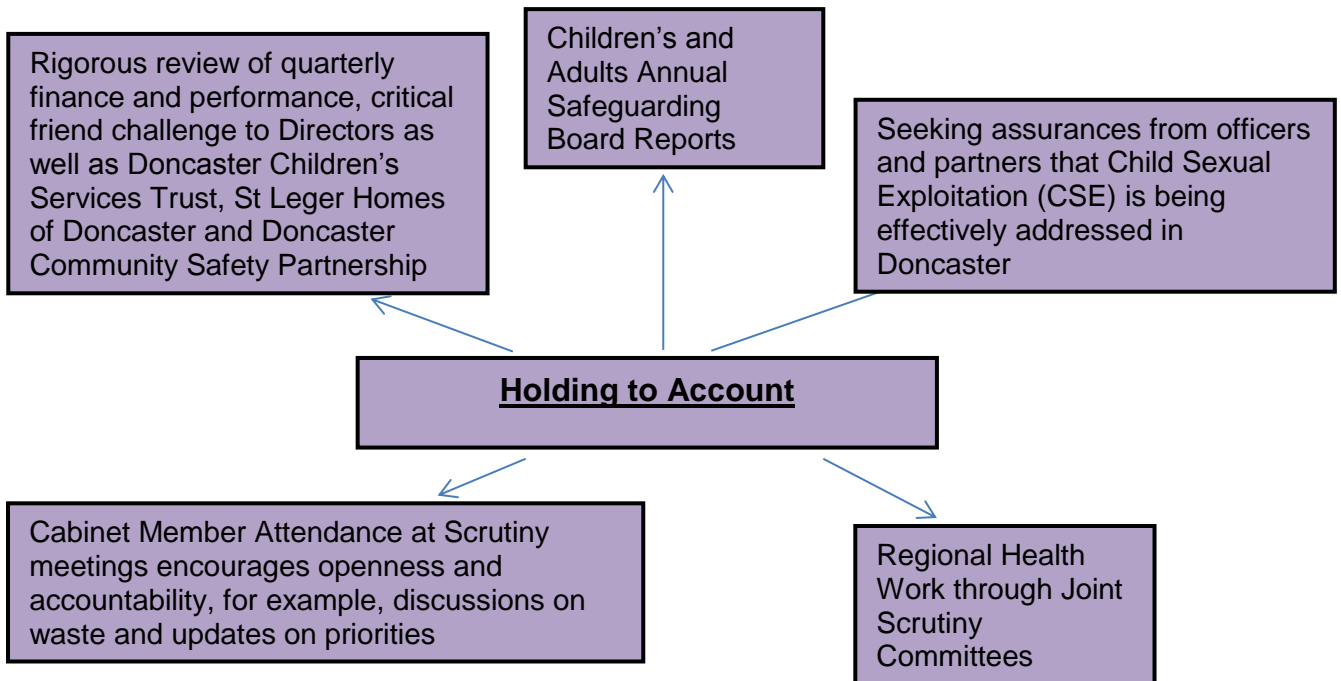 Rigorous review of quarterly
finance and performance, critical
friend challenge to Directors as
well as Doncaster Children’s
Services Trust, St Leger Homes
of Doncaster and Doncaster
Community Safety Partnership
Children’s and
Adults Annual
Safeguarding
Board Reports
Seeking assurances from officers
and partners that Child Sexual
Exploitation (CSE) is being
effectively addressed in
Doncaster
Holding to Account
Cabinet Member Attendance at Scrutiny
meetings encourages openness and
accountability, for example, discussions on
waste and updates on priorities
Regional Health
Work through Joint
Scrutiny
Committees